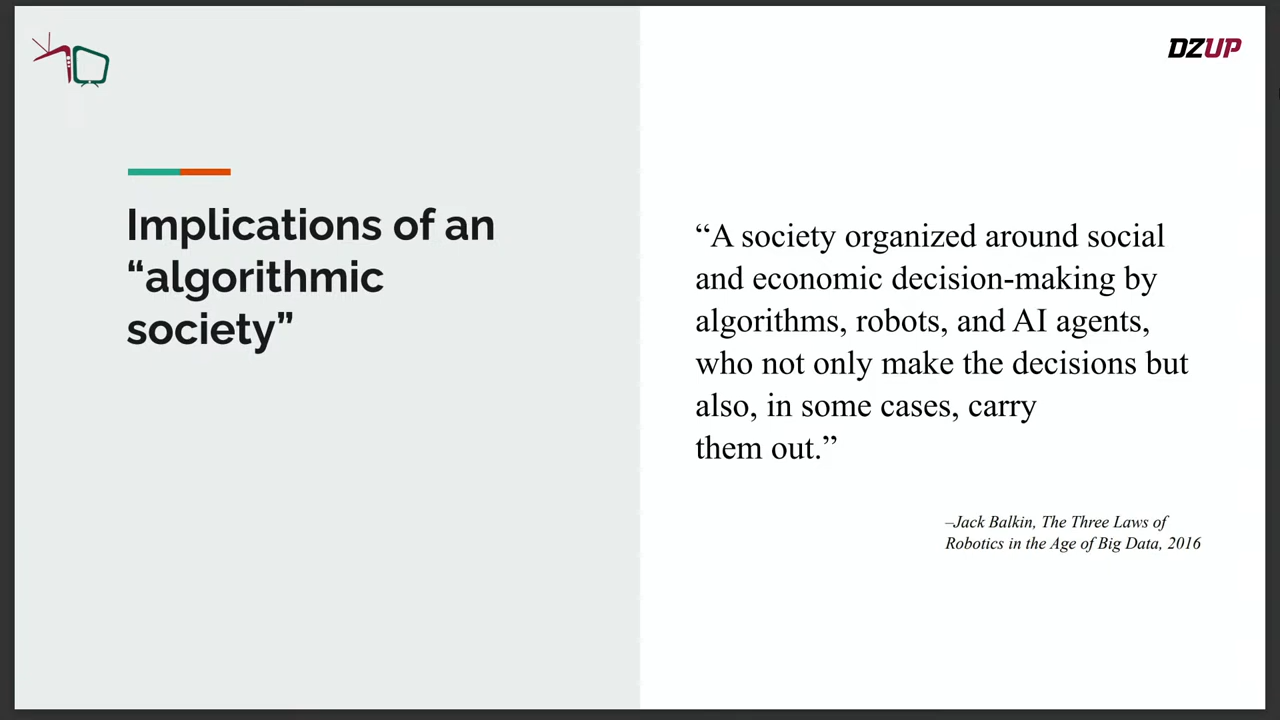 DZUP
Implications of an
“algorithmic
society”
“A society organized around social
and economic decision-making by
algorithms, robots, and AI agents,
who not only make the decisions but
also, in some cases, carry
them out.”
–Jack Balkin, The Three Laws of
Robotics in the Age of Big Data, 2016